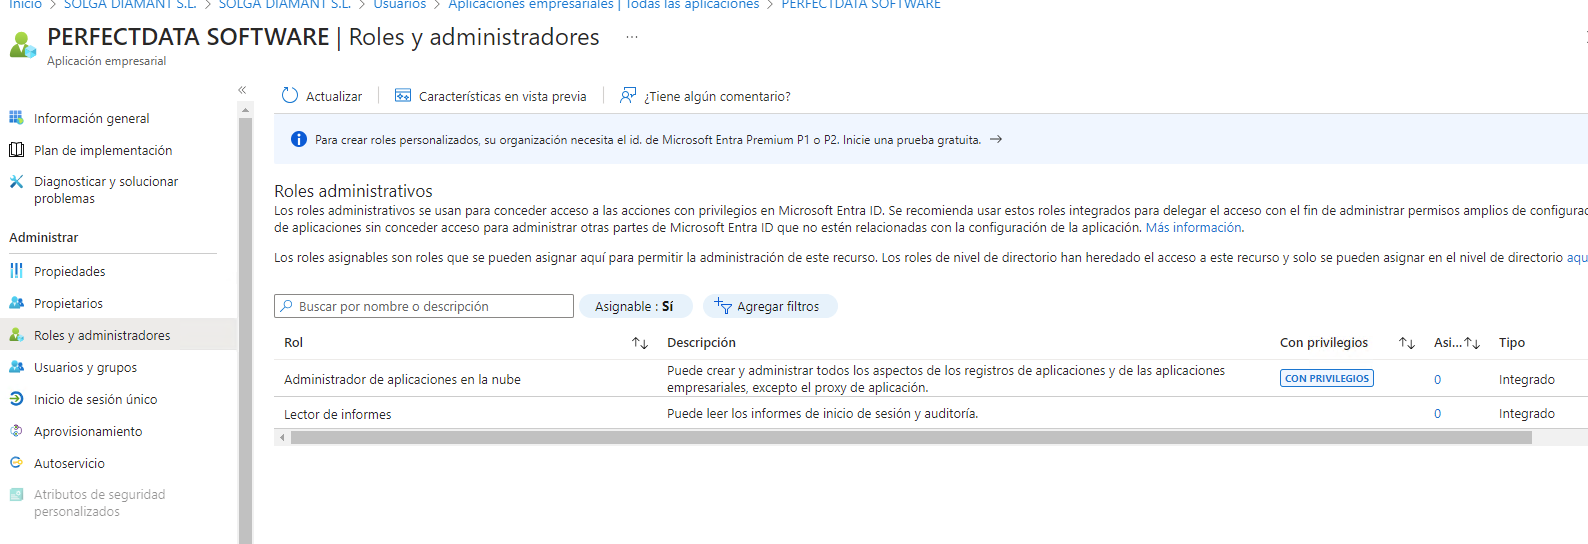 Inicio > SOLGA DIAMANT S.L. > SOLGA DIAMANT S.L. > Usuarios > Aplicaciones empresariales | Todas las aplicaciones > PERFECTDATA SOFTWARE
PERFECTDATA SOFTWARE | Roles y administradores ...
Aplicación empresarial
Información general
Plan de implementación
Diagnosticar y solucionar
problemas
Administrar
Propiedades
Propietarios
Roles y administradores
Usuarios y grupos
Inicio de sesión único
Aprovisionamiento
Autoservicio
Atributos de seguridad
personalizados
Actualizar
Características en vista previa
¿Tiene algún comentario?
Para crear roles personalizados, su organización necesita el id. de Microsoft Entra Premium P1 o P2. Inicie una prueba gratuita. →
Roles administrativos
Los roles administrativos se usan para conceder acceso a las acciones con privilegios en Microsoft Entra ID. Se recomienda usar estos roles integrados para delegar el acceso con el fin de administrar permisos amplios de configurac
de aplicaciones sin conceder acceso para administrar otras partes de Microsoft Entra ID que no estén relacionadas con la configuración de la aplicación. Más información.
Los roles asignables son roles que se pueden asignar aquí para permitir la administración de este recurso. Los roles de nivel de directorio han heredado el acceso a este recurso y solo se pueden asignar en el nivel de directorio aqu
Buscar por nombre o descripción
Asignable : Sí
Agregar filtros
Rol Descripción Con privilegios Asi... Tipo
Administrador de aplicaciones en la nube
Puede crear y administrar todos los aspectos de los registros de aplicaciones y de las aplicaciones
empresariales, excepto el proxy de aplicación.
CON PRIVILEGIOS 0 Integrado
Lector de informes Puede leer los informes de inicio de sesión y auditoría. 0 Integrado